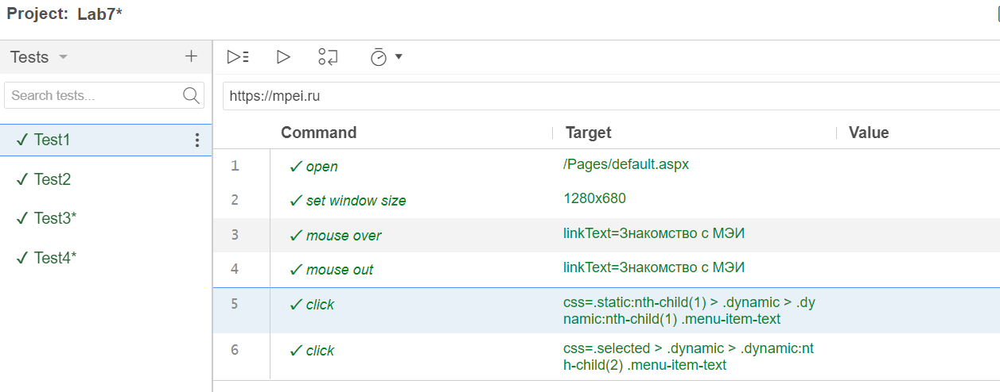 Project: Lab7*
Tests
Search tests...
https://mpei.ru
Command Target Value
Test1
Test2
Test3*
Test4*
1 open /Pages/default.aspx
2 set window size 1280x680
3 mouse over linkText=Знакомство с МЭИ
4 mouse out linkText=Знакомство с МЭИ
5 click css=.static:nth-child(1) > .dynamic > .dy
namic:nth-child(1) .menu-item-text
6 click css=.selected > .dynamic > .dynamic:nt
h-child(2) .menu-item-text